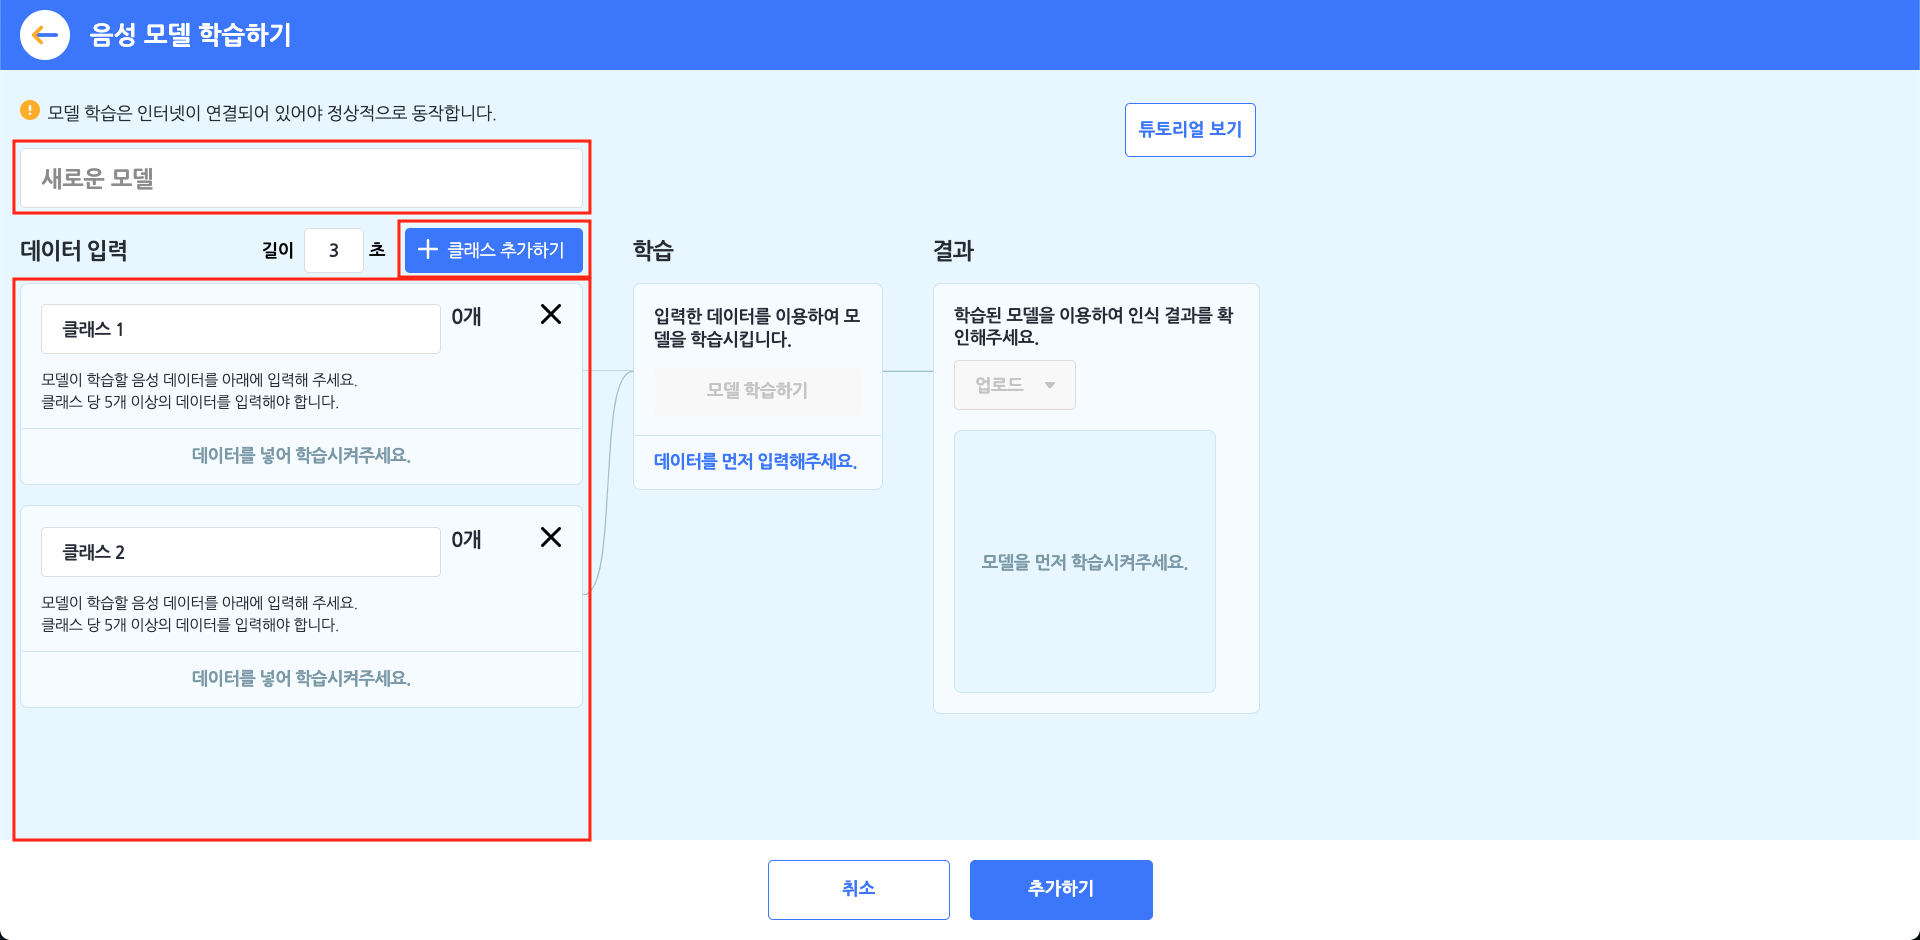 음성 모델 학습하기
모델 학습은 인터넷이 연결되어 있어야 정상적으로 동작합니다.
튜토리얼 보기
새로운 모델
데이터 입력
길이 3 초
클래스 추가하기
클래스 1
0개
모델이 학습할 음성 데이터를 아래에 입력해 주세요.
클래스 당 5개 이상의 데이터를 입력해야 합니다.
데이터를 넣어 학습시켜주세요.
클래스 2
0개
모델이 학습할 음성 데이터를 아래에 입력해 주세요.
클래스 당 5개 이상의 데이터를 입력해야 합니다.
데이터를 넣어 학습시켜주세요.
학습
입력한 데이터를 이용하여 모
델을 학습시킵니다.
모델 학습하기
데이터를 먼저 입력해주세요.
결과
학습된 모델을 이용하여 인식 결과를 확
인해주세요.
업로드
모델을 먼저 학습시켜주세요.
취소
추가하기